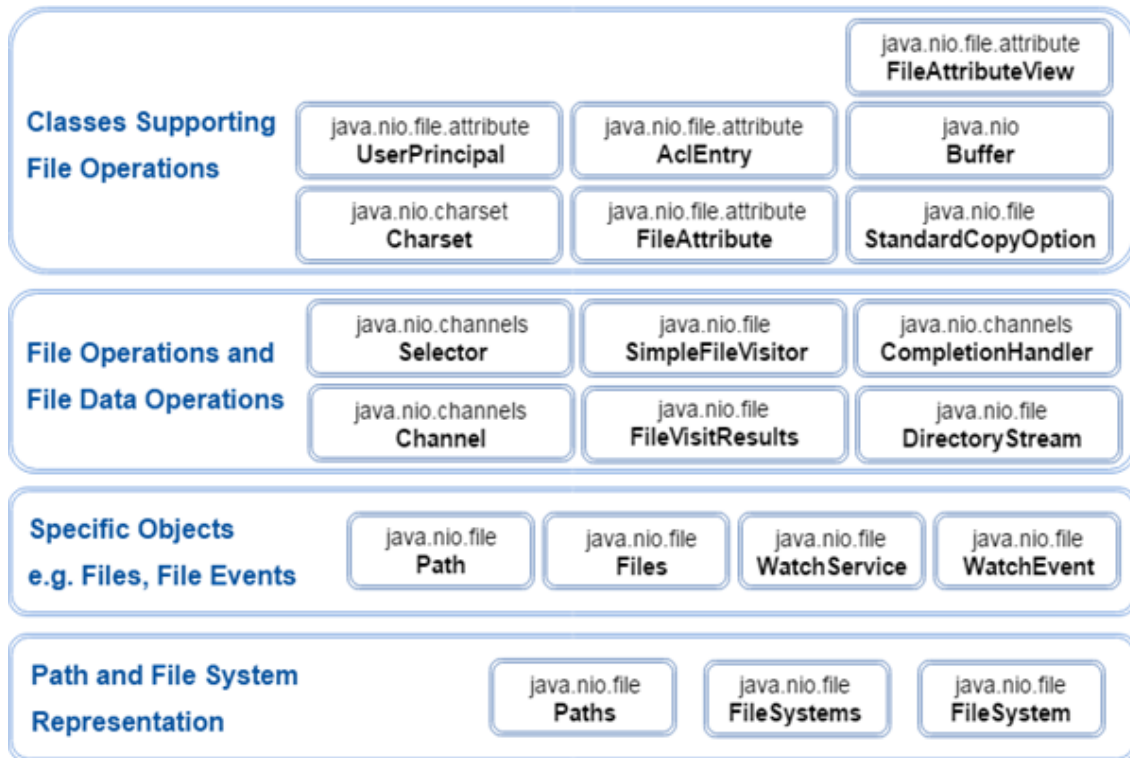 java.nio.file.attribute
FileAttributeView
Classes Supporting
File Operations
java.nio.file.attribute
UserPrincipal
java.nio.file.attribute
AclEntry
java.nio
Buffer
java.nio.charset
Charset
java.nio.file.attribute
FileAttribute
java.nio.file
StandardCopyOption
File Operations and
File Data Operations
java.nio.channels
Selector
java.nio.file
SimpleFileVisitor
java.nio.channels
CompletionHandler
java.nio.channels
Channel
java.nio.file
FileVisitResults
java.nio.file
DirectoryStream
Specific Objects
e.g. Files, File Events
java.nio.file
Path
java.nio.file
Files
java.nio.file
WatchService
java.nio.file
WatchEvent
Path and File System
Representation
java.nio.file
Paths
java.nio.file
FileSystems
java.nio.file
FileSystem